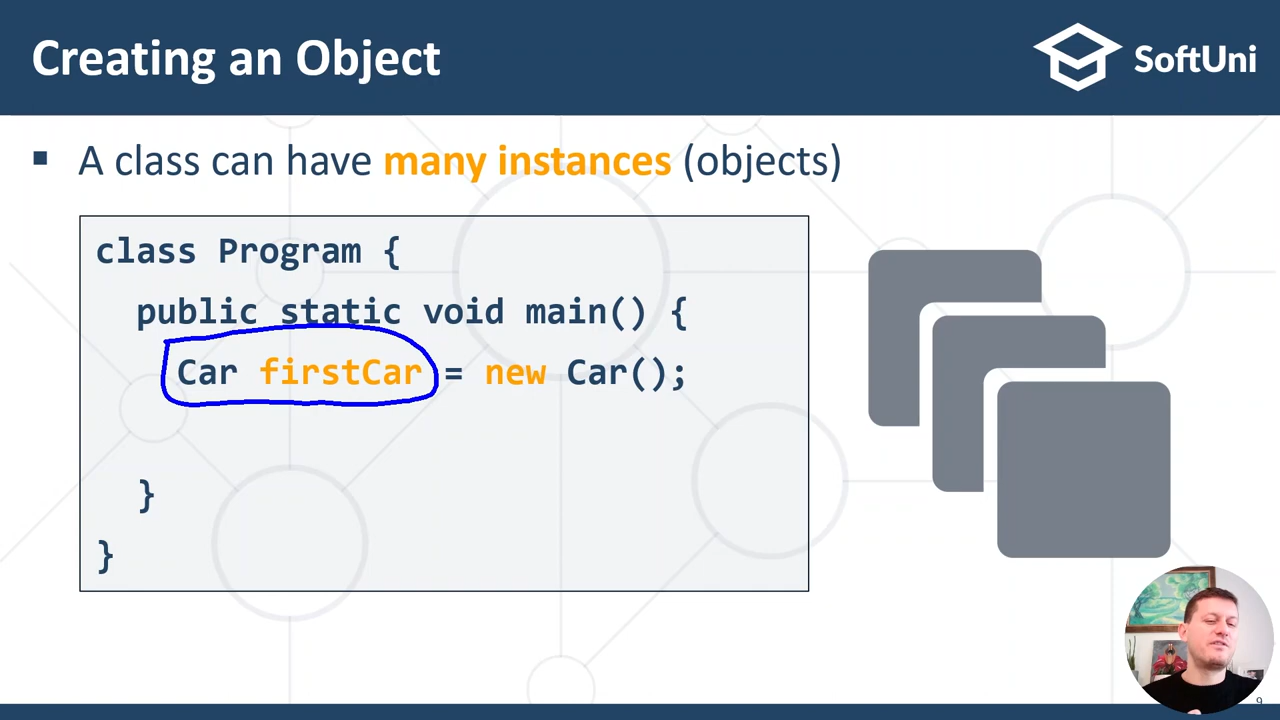 Creating an Object
SoftUni
▪ A class can have many instances (objects)
class Program {
public static void main() {
Car firstCar = new Car();
}
}
9